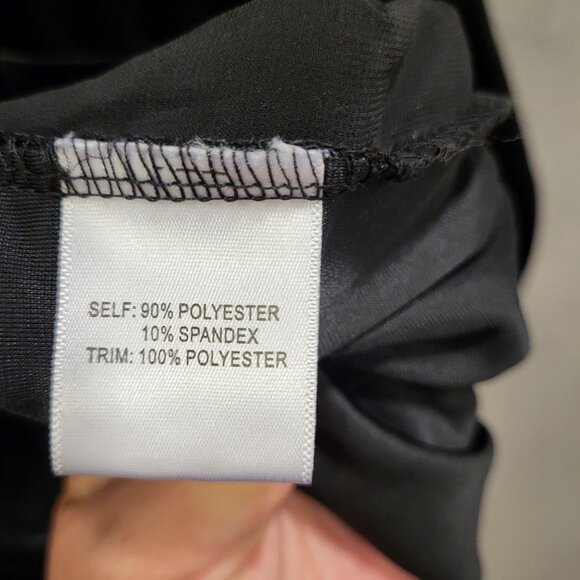 SELF: 90% POLYESTER
10% SPANDEX
TRIM: 100% POLYESTER